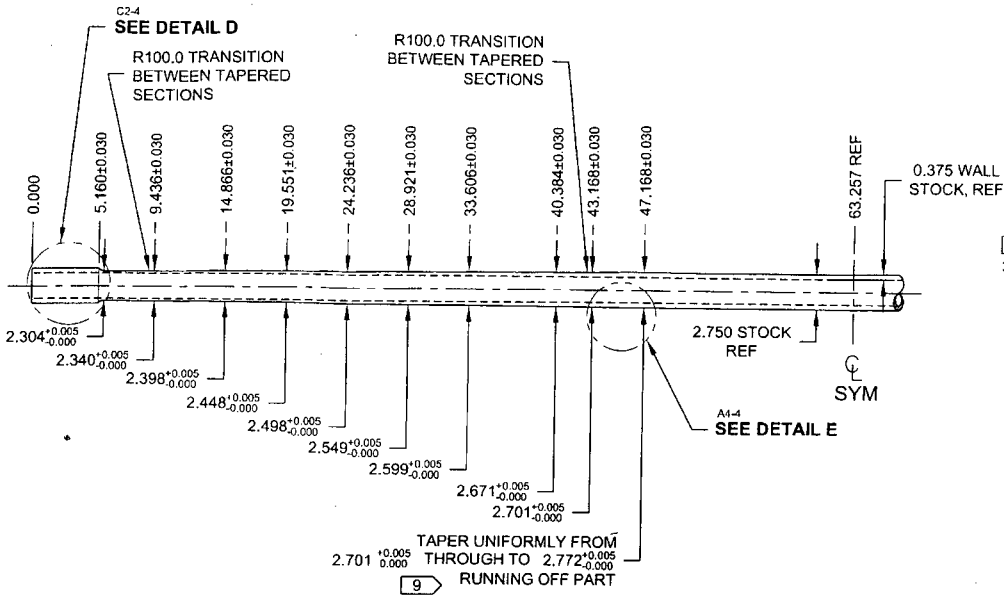 C2-4
SEE DETAIL D
R100.0 TRANSITION
BETWEEN TAPERED
SECTIONS
R100.0 TRANSITION
BETWEEN TAPERED
SECTIONS
0.000
5.160±0.030
9.436±0.030
14.866±0.030
19.551±0.030
24.236±0.030
28.921±0.030
33.606±0.030
40.384±0.030
43.168±0.030
47.168±0.030
63.257 REF
0.375 WALL
STOCK, REF
2.304 +0.005 -0.000
2.340 +0.005 -0.000
2.398 +0.005 -0.000
2.448 +0.005 -0.000
2.498 +0.005 -0.000
2.549 +0.005 -0.000
2.599 +0.005 -0.000
2.671 +0.005 -0.000
2.701 +0.005 -0.000
2.750 STOCK
REF
℄
SYM
A4-4
SEE DETAIL E
TAPER UNIFORMLY FROM
2.701 +0.005 0.000 THROUGH TO 2.772 +0.005 -0.000
9 RUNNING OFF PART